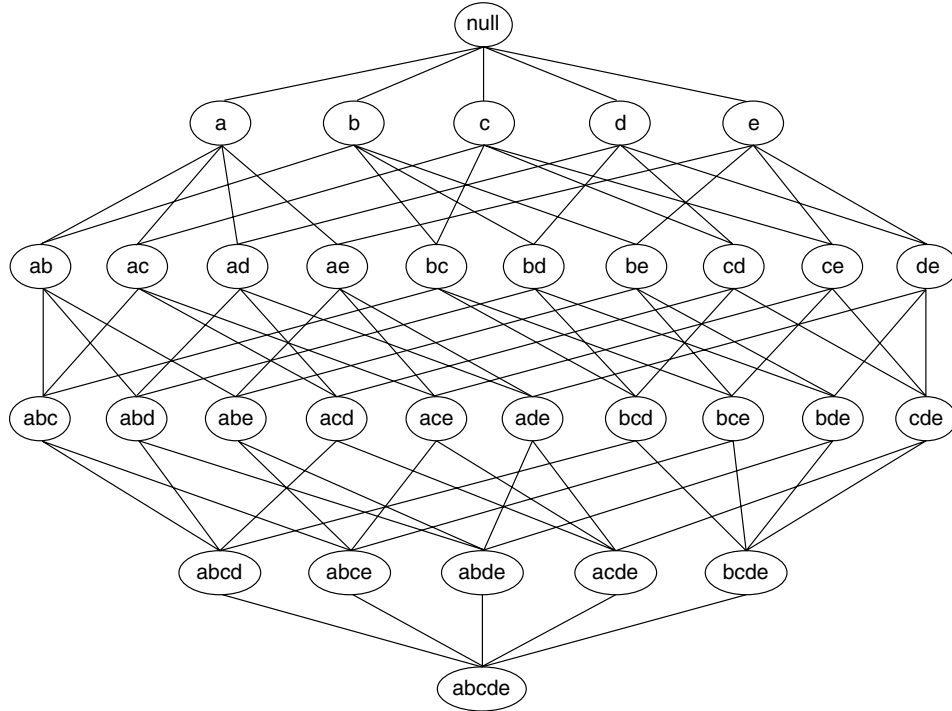 null
a b c d e
ab ac ad ae bc bd be cd ce de
abc abd abe acd ace ade bcd bce bde cde
abcd abce abde acde bcde
abcde